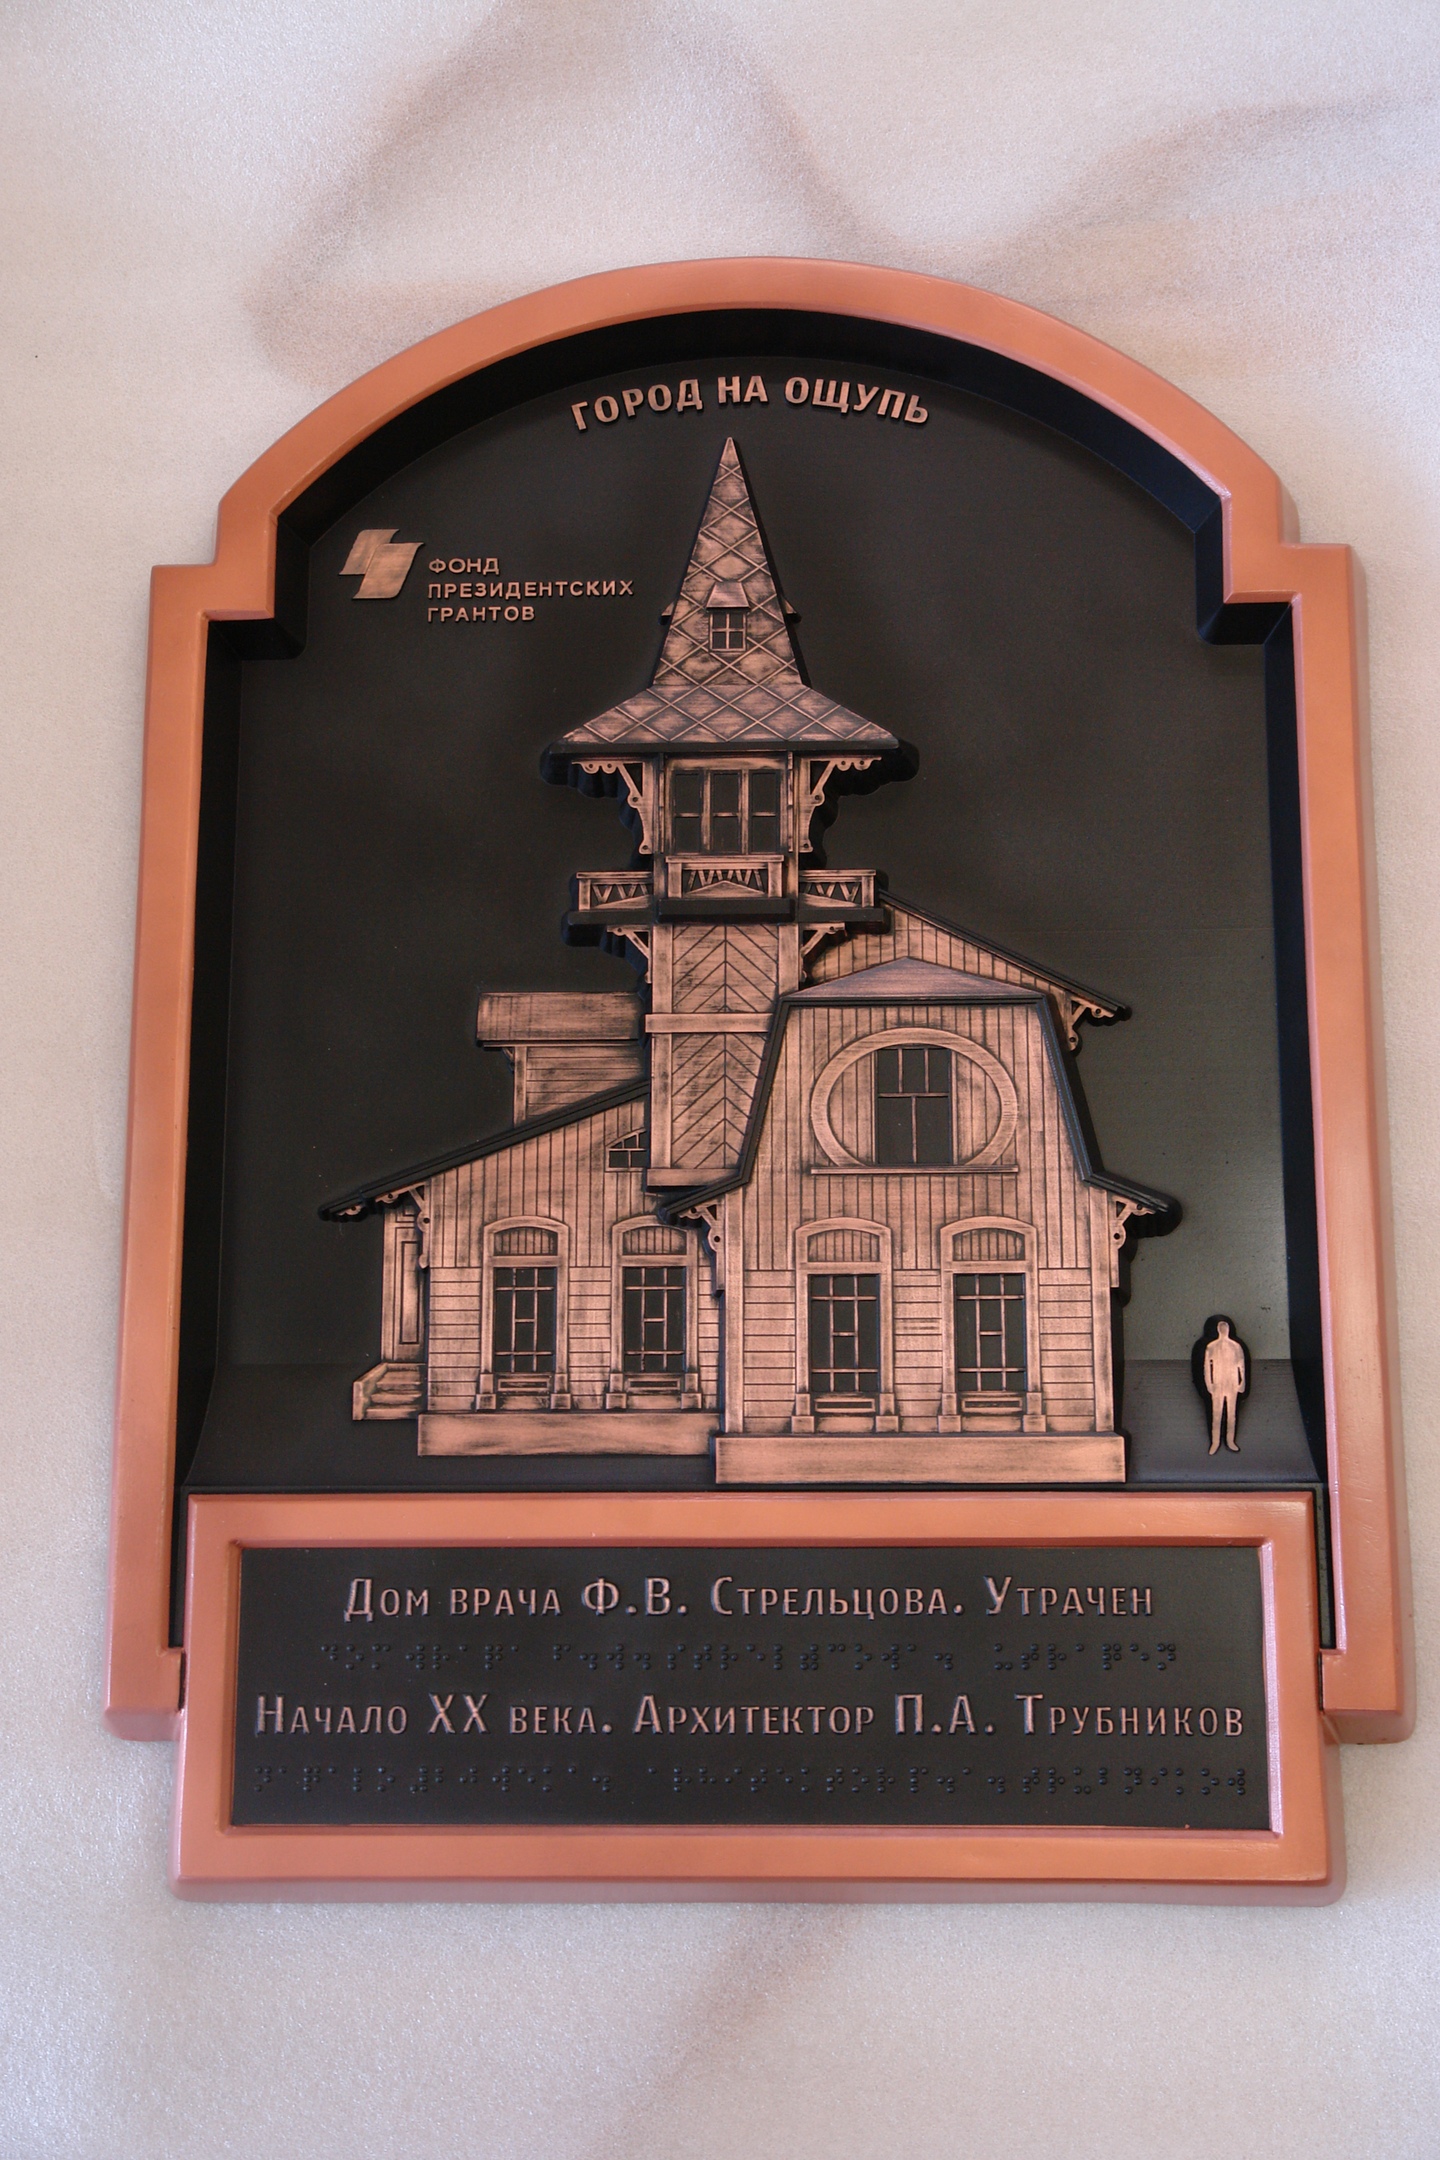 ГОРОД НА ОЩУПЬ
ФОНД
ПРЕЗИДЕНТСКИХ
ГРАНТОВ
Дом врача Ф.В. Стрельцова. Утрачен
Начало XX века. Архитектор П.А. Трубников